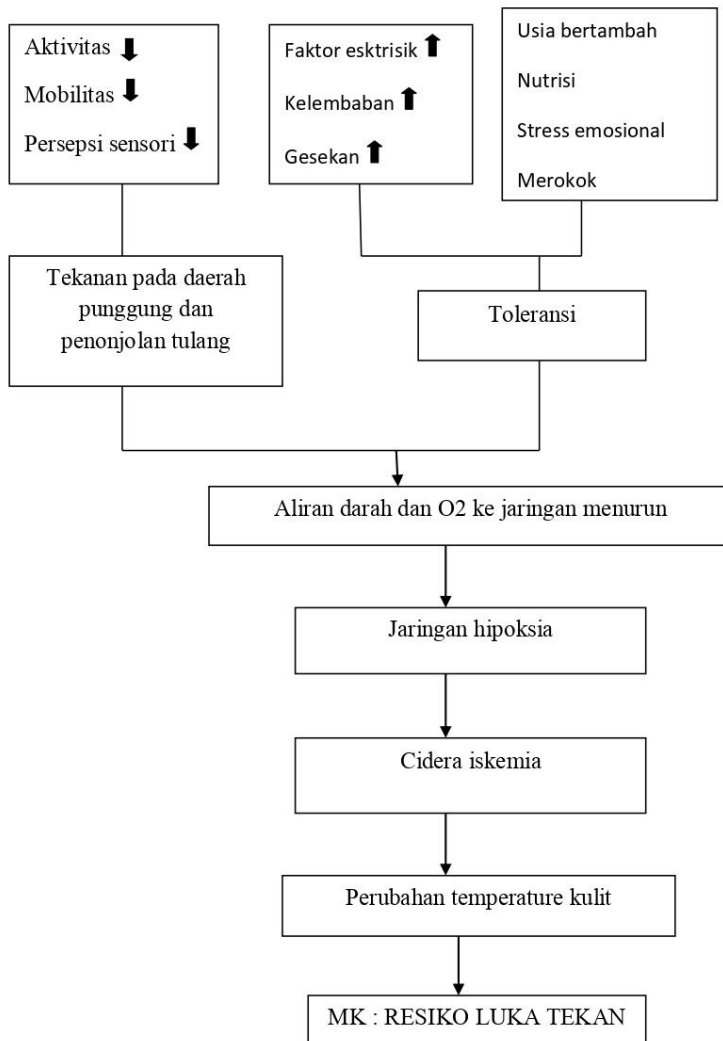 Aktivitas ⬇
Mobilitas ⬇
Persepsi sensori ⬇
Faktor esktrisik ⬆
Kelembaban ⬆
Gesekan ⬆
Usia bertambah
Nutrisi
Stress emosional
Merokok
Tekanan pada daerah
punggung dan
penonjolan tulang
Toleransi
Aliran darah dan O2 ke jaringan menurun
Jaringan hipoksia
Cidera iskemia
Perubahan temperature kulit
MK : RESIKO LUKA TEKAN